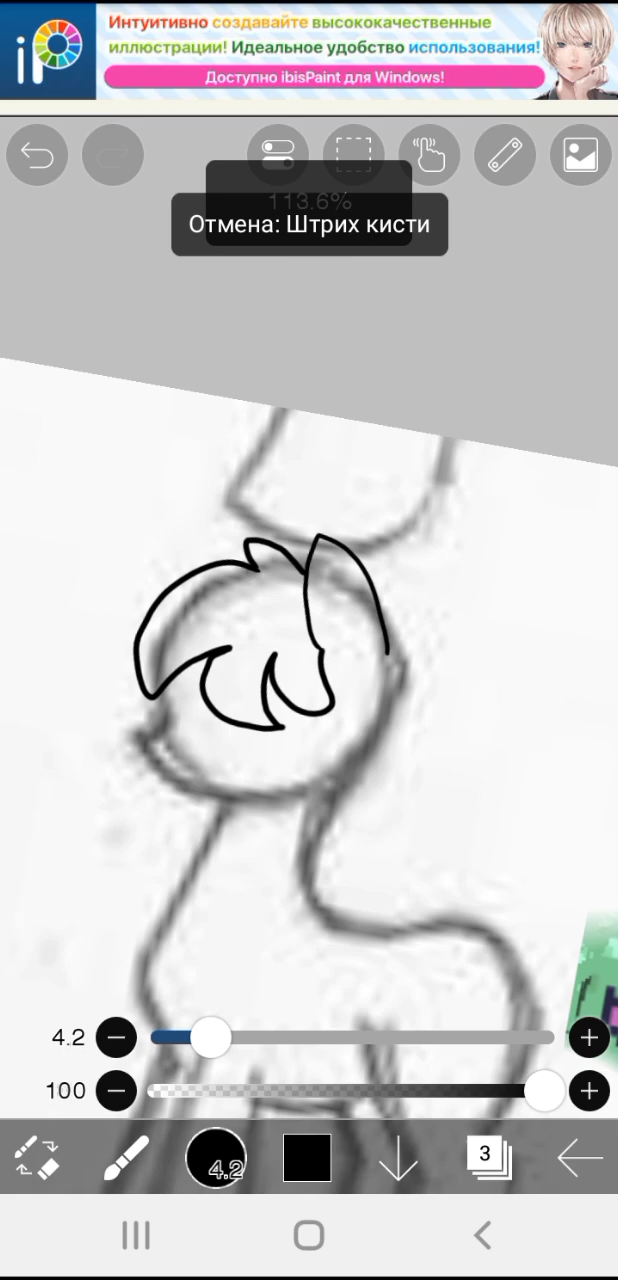 iP
Интуитивно создавайте высококачественные
иллюстрации! Идеальное удобство использования!
Доступно ibisPaint для Windows!
113.6%
Отмена: Штрих кисти
4.2
100
4.2
3